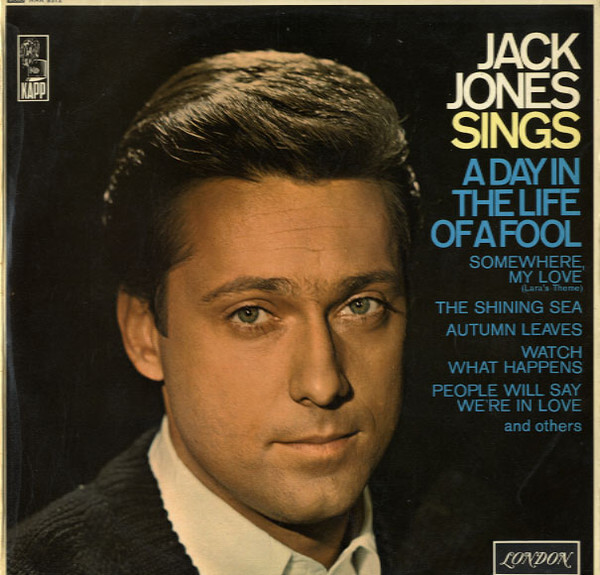 KAPP
JACK
JONES
SINGS
A DAY IN
THE LIFE
OF A FOOL
SOMEWHERE,
MY LOVE
(Lara's Theme)
THE SHINING SEA
AUTUMN LEAVES
WATCH
WHAT HAPPENS
PEOPLE WILL SAY
WE'RE IN LOVE
and others
LONDON